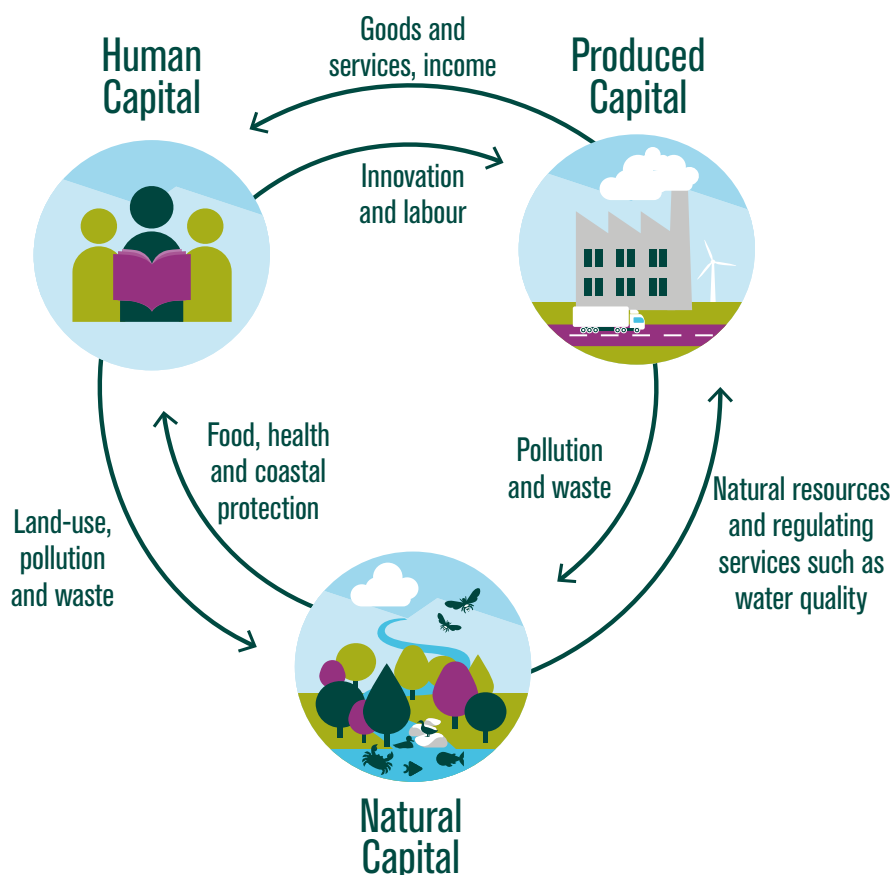 Goods and
services, income
Human
Capital
Produced
Capital
Innovation
and labour
Food, health
and coastal
protection
Pollution
and waste
Natural resources
and regulating
services such as
water quality
Land-use,
pollution
and waste
Natural
Capital